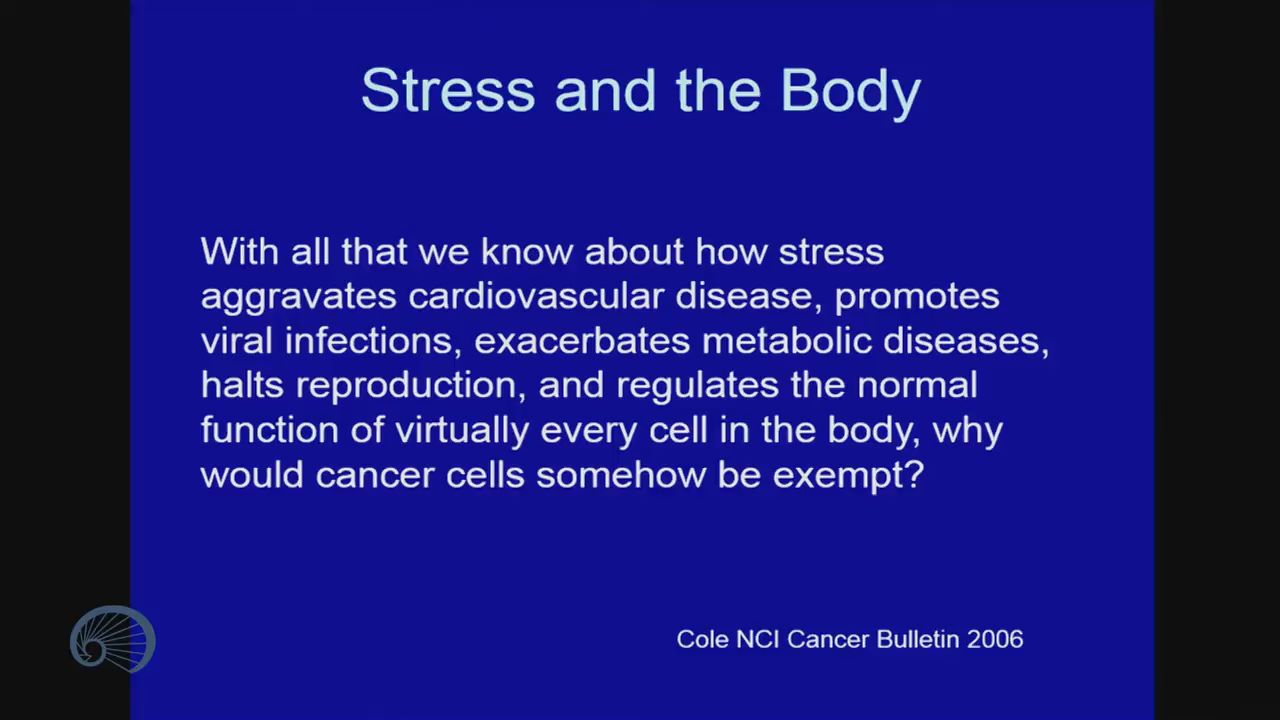 Stress and the Body
With all that we know about how stress
aggravates cardiovascular disease, promotes
viral infections, exacerbates metabolic diseases,
halts reproduction, and regulates the normal
function of virtually every cell in the body, why
would cancer cells somehow be exempt?
Cole NCI Cancer Bulletin 2006